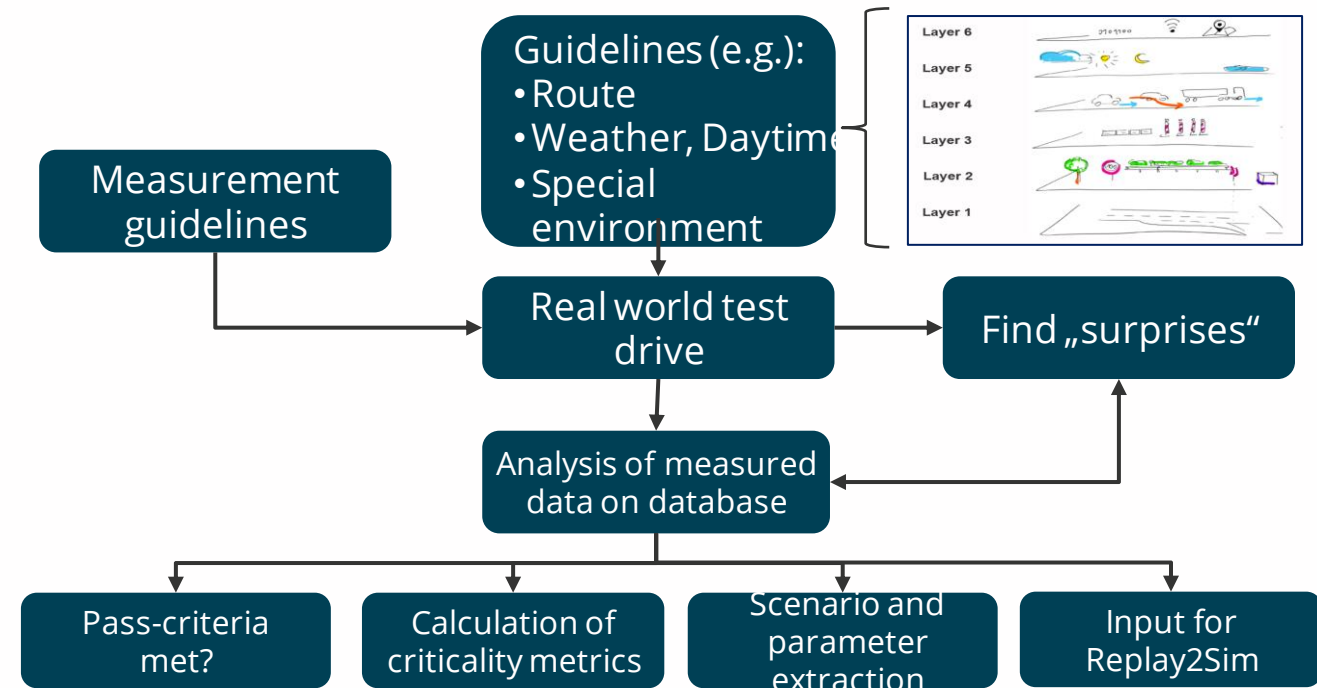 Guidelines (e.g.):
• Route
• Weather, Daytime
• Special
environment
Layer 6
Layer 5
Layer 4
Layer 3
Layer 2
Layer 1
Measurement
guidelines
Real world test
drive
Find „surprises“
Analysis of measured
data on database
Pass-criteria
met?
Calculation of
criticality metrics
Scenario and
parameter
extraction
Input for
Replay2Sim